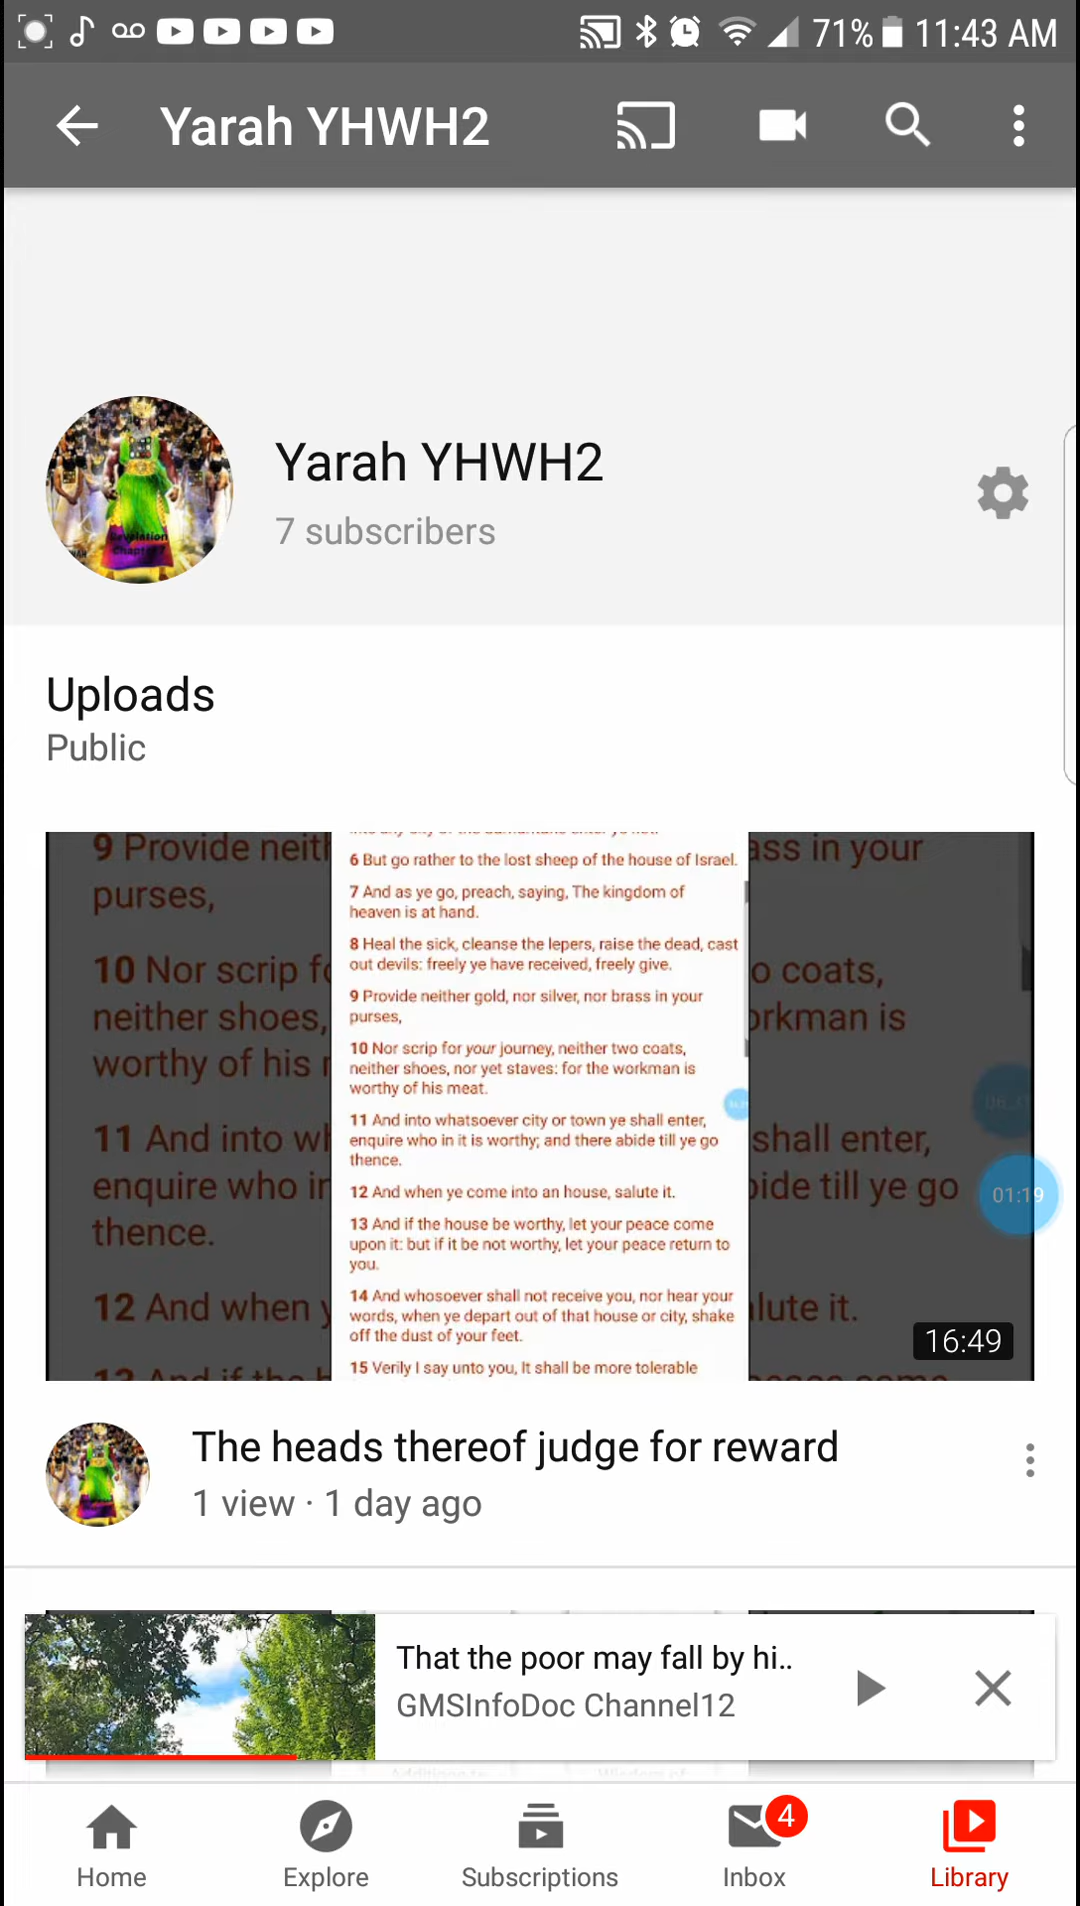 71% 11:43 AM
Yarah YHWH2
Yarah YHWH2
7 subscribers
Revelation
Chapter 7
Uploads
Public
9 Provide neith
purses,
10 Nor scrip fo
neither shoes,
worthy of his r
11 And into wh
enquire who in
thence.
12 And when y
6 But go rather to the lost sheep of the house of Israel.
7 And as ye go, preach, saying, The kingdom of
heaven is at hand.
8 Heal the sick, cleanse the lepers, raise the dead, cast
out devils: freely ye have received, freely give.
9 Provide neither gold, nor silver, nor brass in your
purses,
10 Nor scrip for your journey, neither two coats,
neither shoes, nor yet staves: for the workman is
worthy of his meat.
11 And into whatsoever city or town ye shall enter,
enquire who in it is worthy; and there abide till ye go
thence.
12 And when ye come into an house, salute it.
13 And if the house be worthy, let your peace come
upon it: but if it be not worthy, let your peace return to
you.
14 And whosoever shall not receive you, nor hear your
words, when ye depart out of that house or city, shake
off the dust of your feet.
15 Verily I say unto you, It shall be more tolerable
ass in your
o coats,
orkman is
shall enter,
bide till ye go
lute it.
01:19
16:49
The heads thereof judge for reward
1 view · 1 day ago
That the poor may fall by hi..
GMSInfoDoc Channel12
Home
Explore
Subscriptions
4
Inbox
Library